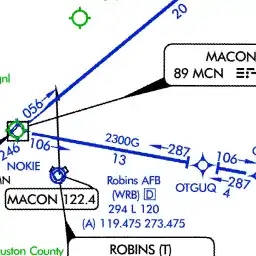 20
gnl
MACON
89 MCN
056
246
106
2300G
287
13
106
NOKIE
MN
Robins AFB
(WRB) D
294 L 120
(A) 119.475 273.475
OTGUQ
287
4
MACON 122.4
uston County
ROBINS (T)